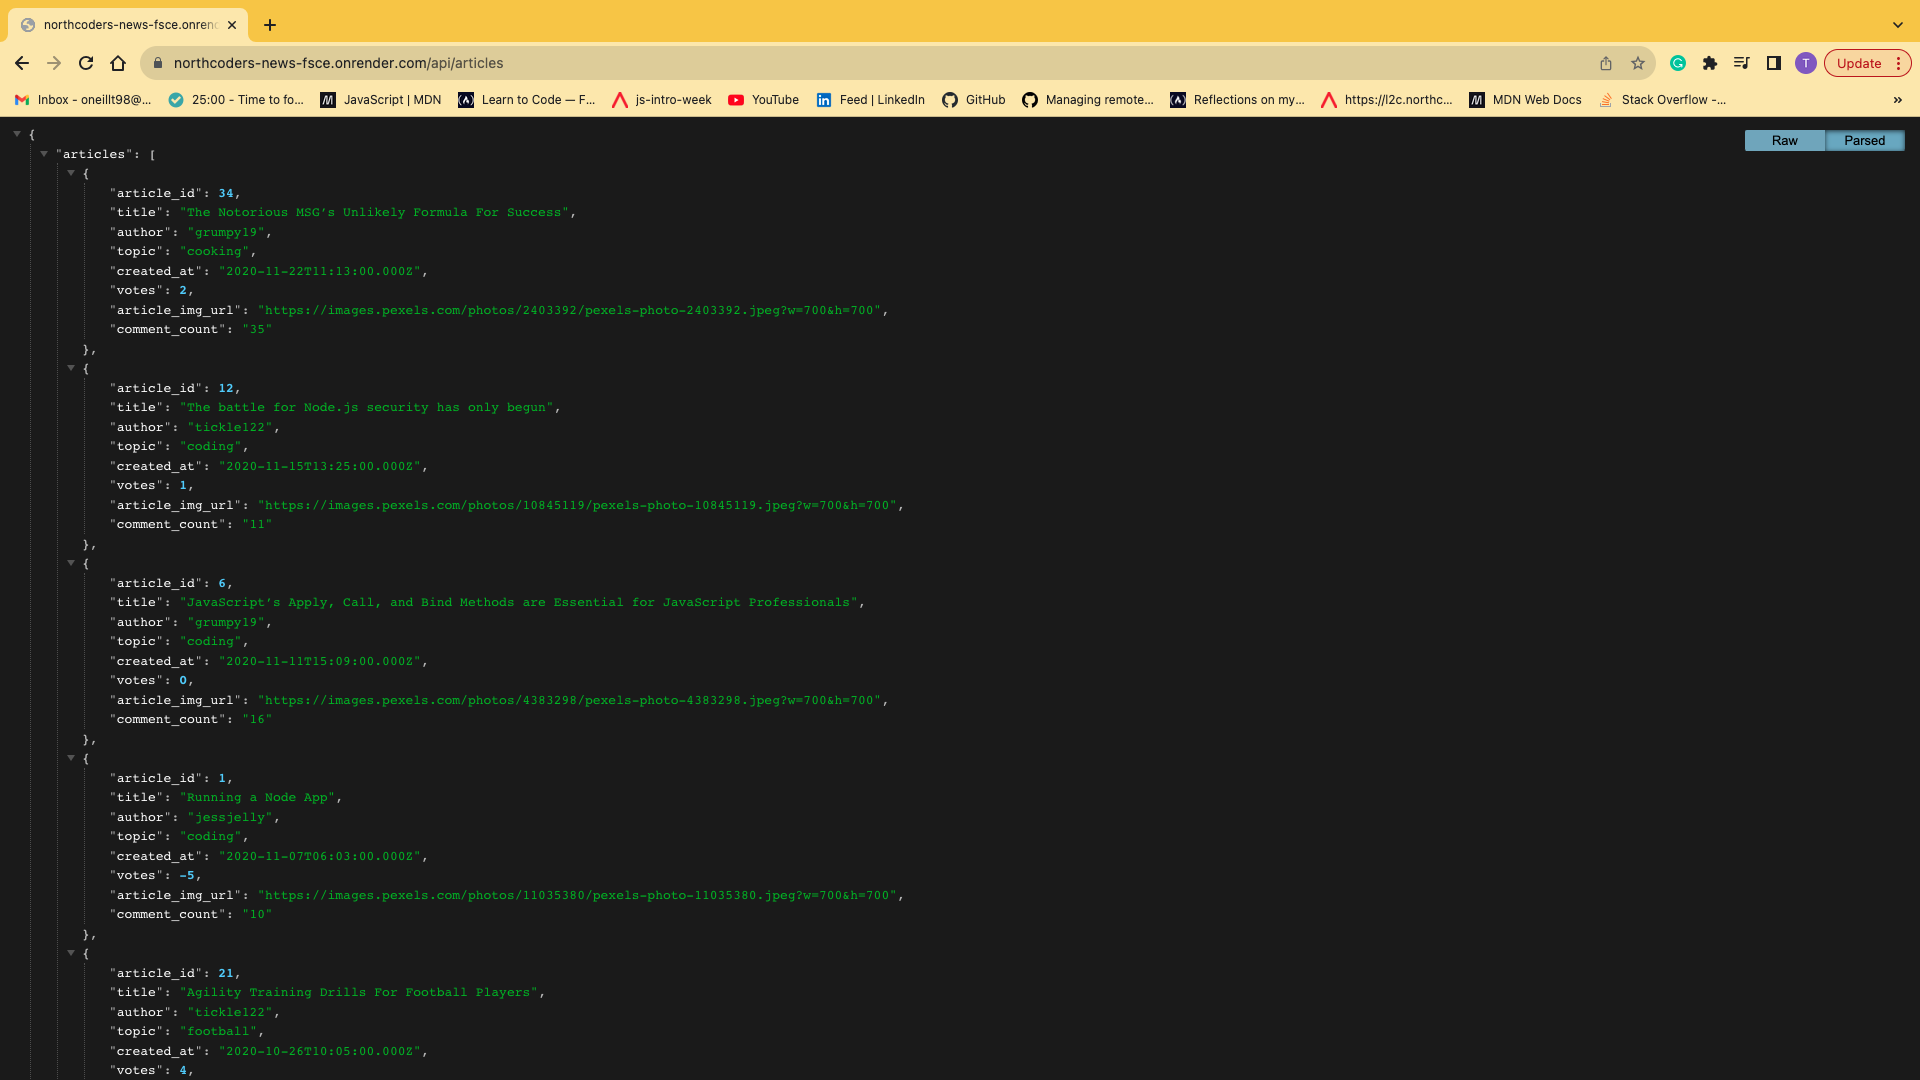 northcoders-news-fsce.onren
northcoders-news-fsce.onrender.com/api/articles
T
Update
Inbox - oneillt98@...
25:00 - Time to fo...
JavaScript | MDN
Learn to Code — F...
js-intro-week
YouTube
Feed | LinkedIn
GitHub
Managing remote...
Reflections on my...
https://l2c.northc...
MDN Web Docs
Stack Overflow -...
»
Raw
Parsed
{
"articles": [
{
"article_id": 34,
"title": "The Notorious MSG’s Unlikely Formula For Success",
"author": "grumpy19",
"topic": "cooking",
"created_at": "2020-11-22T11:13:00.000Z",
"votes": 2,
"article_img_url": "https://images.pexels.com/photos/2403392/pexels-photo-2403392.jpeg?w=700&h=700",
"comment_count": "35"
},
{
"article_id": 12,
"title": "The battle for Node.js security has only begun",
"author": "tickle122",
"topic": "coding",
"created_at": "2020-11-15T13:25:00.000Z",
"votes": 1,
"article_img_url": "https://images.pexels.com/photos/10845119/pexels-photo-10845119.jpeg?w=700&h=700",
"comment_count": "11"
},
{
"article_id": 6,
"title": "JavaScript’s Apply, Call, and Bind Methods are Essential for JavaScript Professionals",
"author": "grumpy19",
"topic": "coding",
"created_at": "2020-11-11T15:09:00.000Z",
"votes": 0,
"article_img_url": "https://images.pexels.com/photos/4383298/pexels-photo-4383298.jpeg?w=700&h=700",
"comment_count": "16"
},
{
"article_id": 1,
"title": "Running a Node App",
"author": "jessjelly",
"topic": "coding",
"created_at": "2020-11-07T06:03:00.000Z",
"votes": -5,
"article_img_url": "https://images.pexels.com/photos/11035380/pexels-photo-11035380.jpeg?w=700&h=700",
"comment_count": "10"
},
{
"article_id": 21,
"title": "Agility Training Drills For Football Players",
"author": "tickle122",
"topic": "football",
"created_at": "2020-10-26T10:05:00.000Z",
"votes": 4,